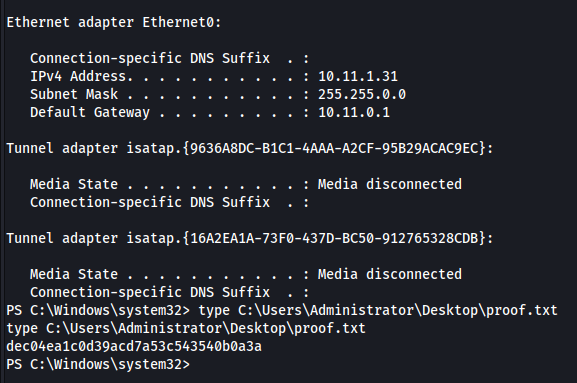 Ethernet adapter Ethernet0:
Connection-specific DNS Suffix  . :
IPv4 Address. . . . . . . . . . . : 10.11.1.31
Subnet Mask . . . . . . . . . . . : 255.255.0.0
Default Gateway . . . . . . . . . : 10.11.0.1
Tunnel adapter isatap.{9636A8DC-B1C1-4AAA-A2CF-95B29ACAC9EC}:
Media State . . . . . . . . . . . : Media disconnected
Connection-specific DNS Suffix  . :
Tunnel adapter isatap.{16A2EA1A-73F0-437D-BC50-912765328CDB}:
Media State . . . . . . . . . . . : Media disconnected
Connection-specific DNS Suffix  . :
PS C:\Windows\system32> type C:\Users\Administrator\Desktop\proof.txt
type C:\Users\Administrator\Desktop\proof.txt
dec04ea1c0d39acd7a53c543540b0a3a
PS C:\Windows\system32>